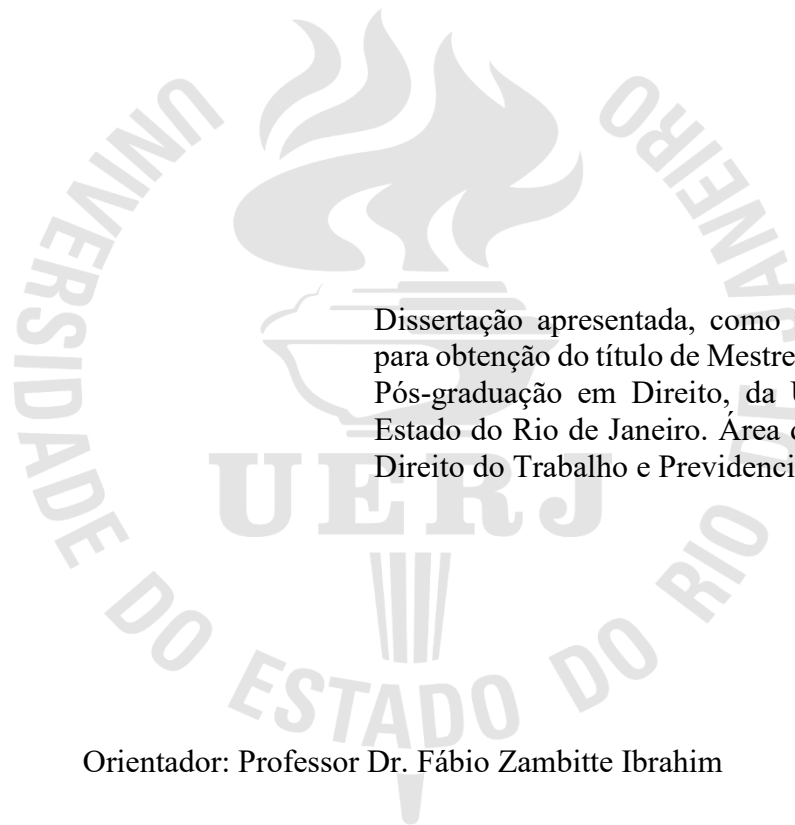 UNIVERSIDADE DO ESTADO DO RIO DE JANEIRO
Dissertação apresentada, como
para obtenção do título de Mestre
Pós-graduação em Direito, da
Estado do Rio de Janeiro. Área
Direito do Trabalho e
UERJ
Orientador: Professor Dr. Fábio Zambitte Ibrahim